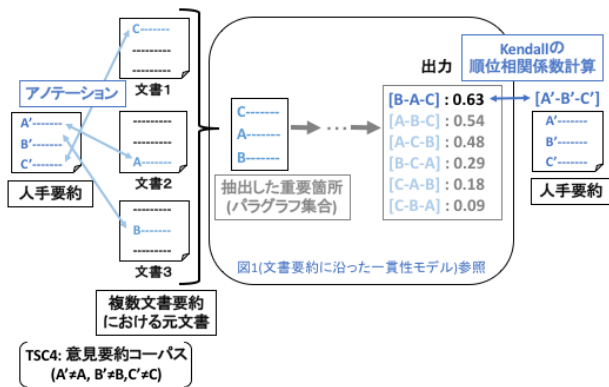 C-------
---------
---------
文書1
アノテーション
A'-------
B'-------
C'-------
人手要約
---------
A-------
文書2
---------
B-------
---------
文書3
複数文書要約
における元文書
TSC4: 意見要約コーパス
(A'≠A, B'≠B,C'≠C)
C-------
A-------
B-------
...
抽出した重要箇所
(パラグラフ集合)
出力
[B-A-C] : 0.63
[A-B-C] : 0.54
[A-C-B] : 0.48
[B-C-A] : 0.29
[C-A-B] : 0.18
[C-B-A] : 0.09
図1(文書要約に沿った一貫性モデル)参照
Kendallの
順位相関係数計算
[A'-B'-C']
A'-------
B'-------
C'-------
人手要約